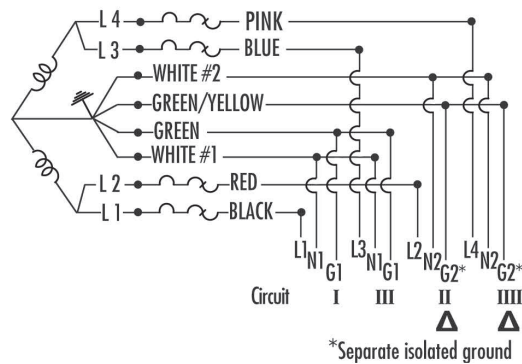 L 4 PINK
L 3 BLUE
WHITE #2
GREEN/YELLOW
GREEN
WHITE #1
L 2 RED
L 1 BLACK
L1 N1 G1 L3 N1 G1 L2 N2 G2* L4 N2 G2*
Circuit I III II IIII
Δ Δ
*Separate isolated ground